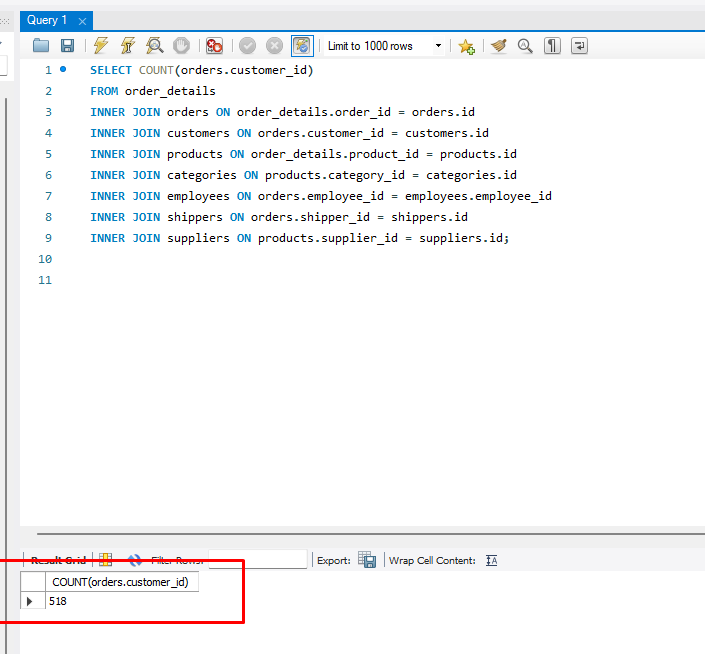 Query 1
Limit to 1000 rows
1 SELECT COUNT(orders.customer_id)
2 FROM order_details
3 INNER JOIN orders ON order_details.order_id = orders.id
4 INNER JOIN customers ON orders.customer_id = customers.id
5 INNER JOIN products ON order_details.product_id = products.id
6 INNER JOIN categories ON products.category_id = categories.id
7 INNER JOIN employees ON orders.employee_id = employees.employee_id
8 INNER JOIN shippers ON orders.shipper_id = shippers.id
9 INNER JOIN suppliers ON products.supplier_id = suppliers.id;
10
11
Result Grid Filter Rows: Export: Wrap Cell Content:
COUNT(orders.customer_id)
518